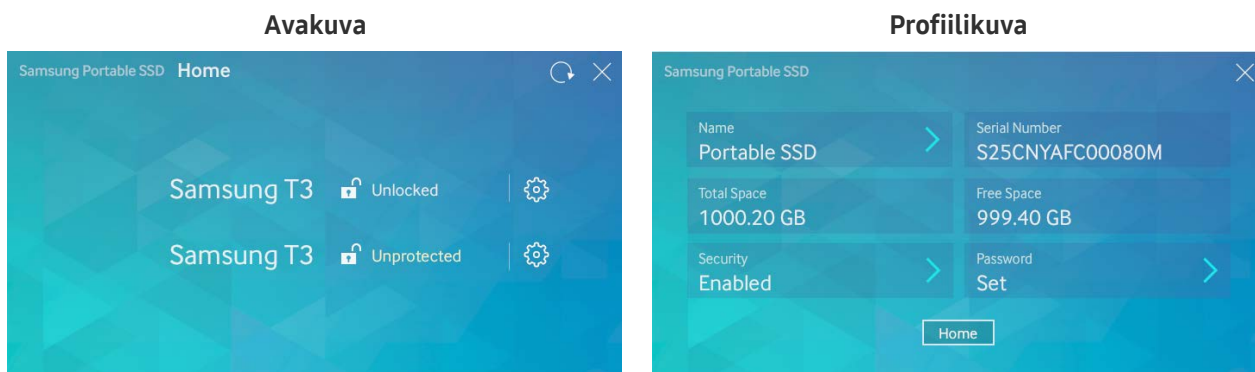 Avakuva
Samsung Portable SSD Home
Samsung T3 Unlocked
Samsung T3 Unprotected
Profiilikuva
Samsung Portable SSD
Name
Portable SSD
Serial Number
S25CNYAFC00080M
Total Space
1000.20 GB
Free Space
999.40 GB
Security
Enabled
Password
Set
Home